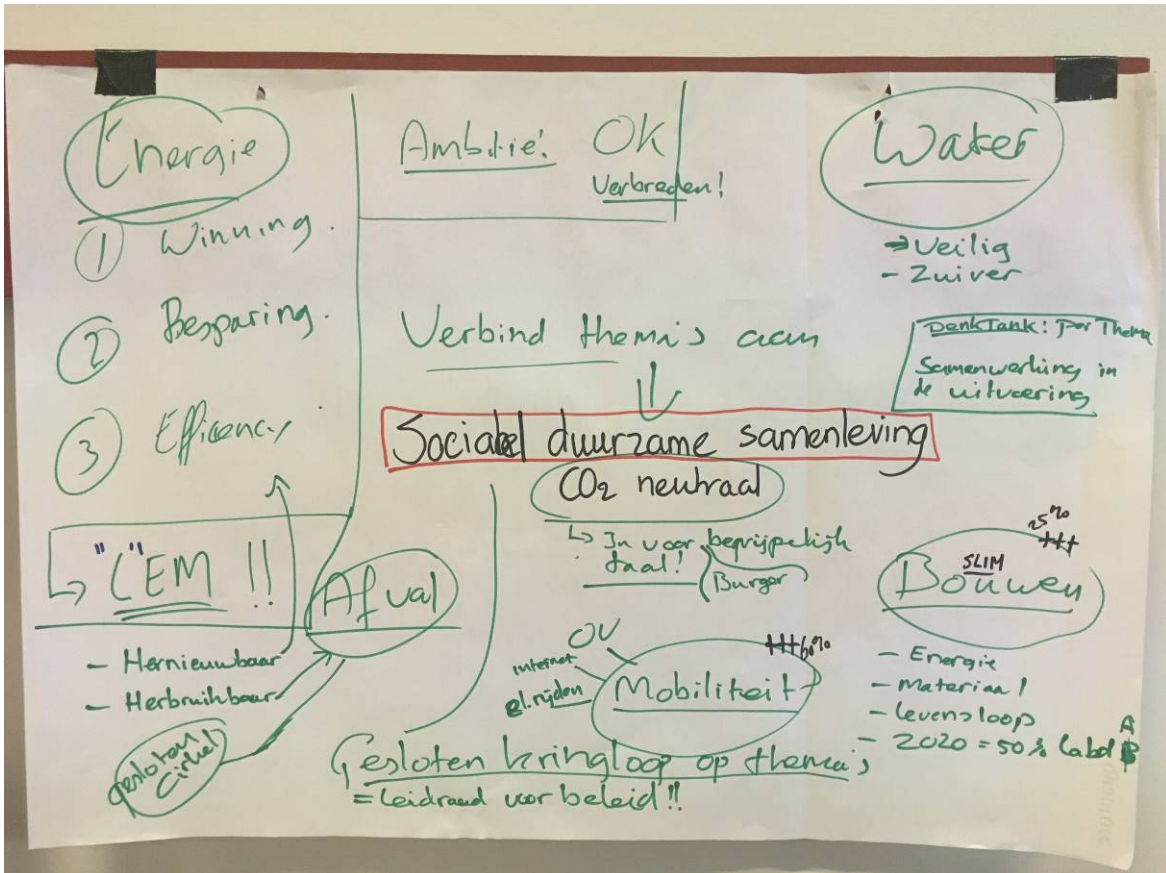 Energie
① Winning.
② Besparing.
③ Efficency
"L"EM !!
- Hernieuwbaar
- Herbruikbaar
Gesloten
Cirkel
Afval
Ambitie: OK
Verbreden!
Verbind thema's aan
Sociaal duurzame samenleving
CO2 neutraal
↳ In voor begrijpelijk
taal!
Burger
OV
internet
El. rijden
+++ 60%
Mobiliteit
Gesloten kringloop op thema's
= Leidraad voor beleid!!
Water
→ Veilig
- Zuiver
DenkTank: per Thema
Samenwerking in
de uitvoering
25%
+++
SLIM
Bouwen
- Energie
- Materiaal
- Levensloop
- 2020 = 50% Label A